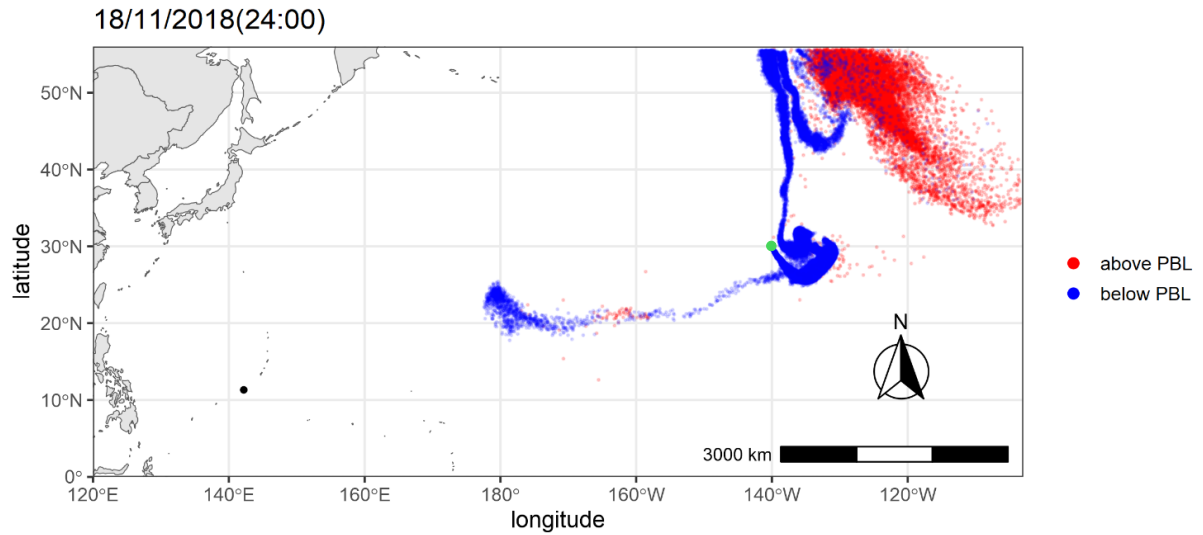 18/11/2018(24:00)
50°N
40°N
30°N
20°N
10°N
0°
latitude
120°E
140°E
160°E
180°
160°W
140°W
120°W
longitude
N
3000 km
above PBL
below PBL